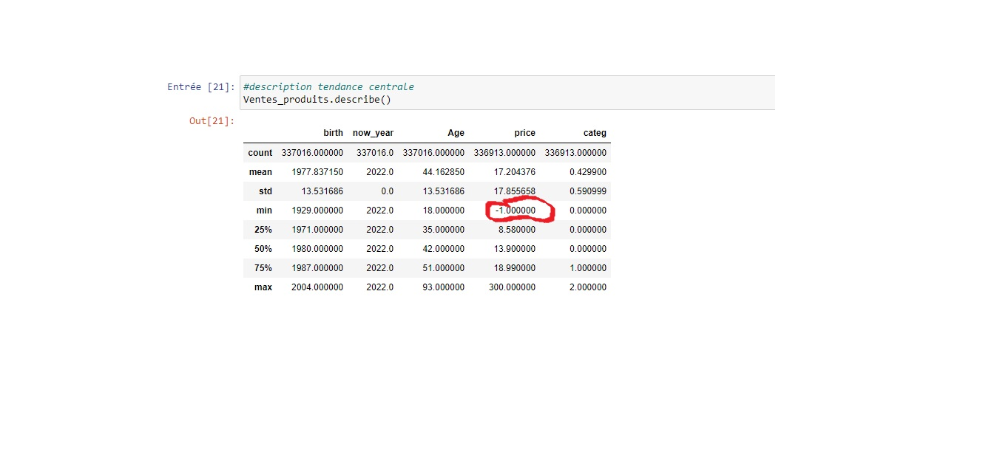 Entrée [21]: #description tendance centrale
Ventes_produits.describe()
Out[21]:
birth now_year Age price categ
count 337016.000000 337016.0 337016.000000 336913.000000 336913.000000
mean 1977.837150 2022.0 44.162850 17.204376 0.429900
std 13.531686 0.0 13.531686 17.855658 0.590999
min 1929.000000 2022.0 18.000000 -1.000000 0.000000
25% 1971.000000 2022.0 35.000000 8.580000 0.000000
50% 1980.000000 2022.0 42.000000 13.900000 0.000000
75% 1987.000000 2022.0 51.000000 18.990000 1.000000
max 2004.000000 2022.0 93.000000 300.000000 2.000000